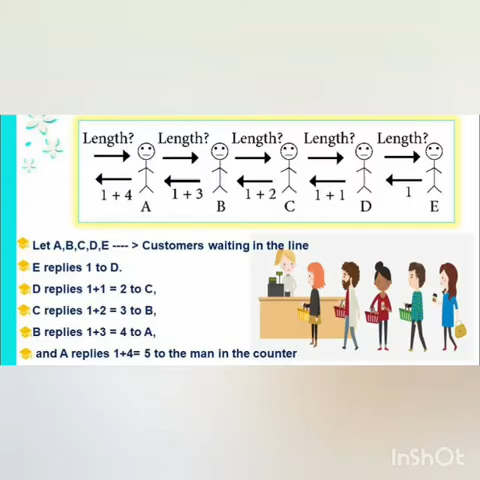 Length? Length? Length? Length? Length?
1 + 4 1 + 3 1 + 2 1 + 1 1
A B C D E
Let A,B,C,D,E ---- > Customers waiting in the line
E replies 1 to D.
D replies 1+1 = 2 to C,
C replies 1+2 = 3 to B,
B replies 1+3 = 4 to A,
and A replies 1+4= 5 to the man in the counter
InShOt